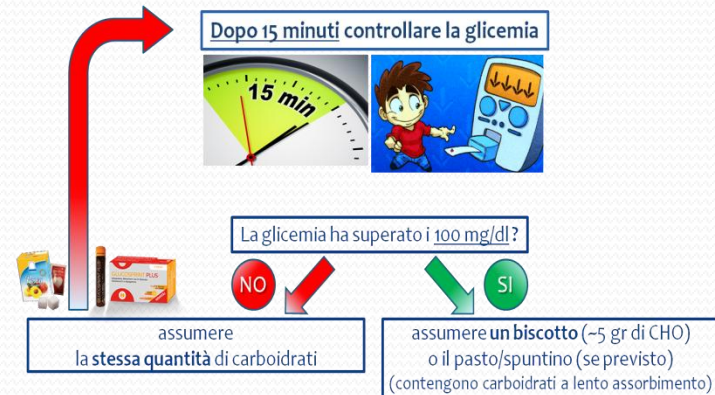 Dopo 15 minuti controllare la glicemia
15 min
La glicemia ha superato i 100 mg/dl ?
NO
SI
GLUCOSPRINT PLUS
assumere
la stessa quantità di carboidrati
assumere un biscotto (~5 gr di CHO)
o il pasto/spuntino (se previsto)
(contengono carboidrati a lento assorbimento)